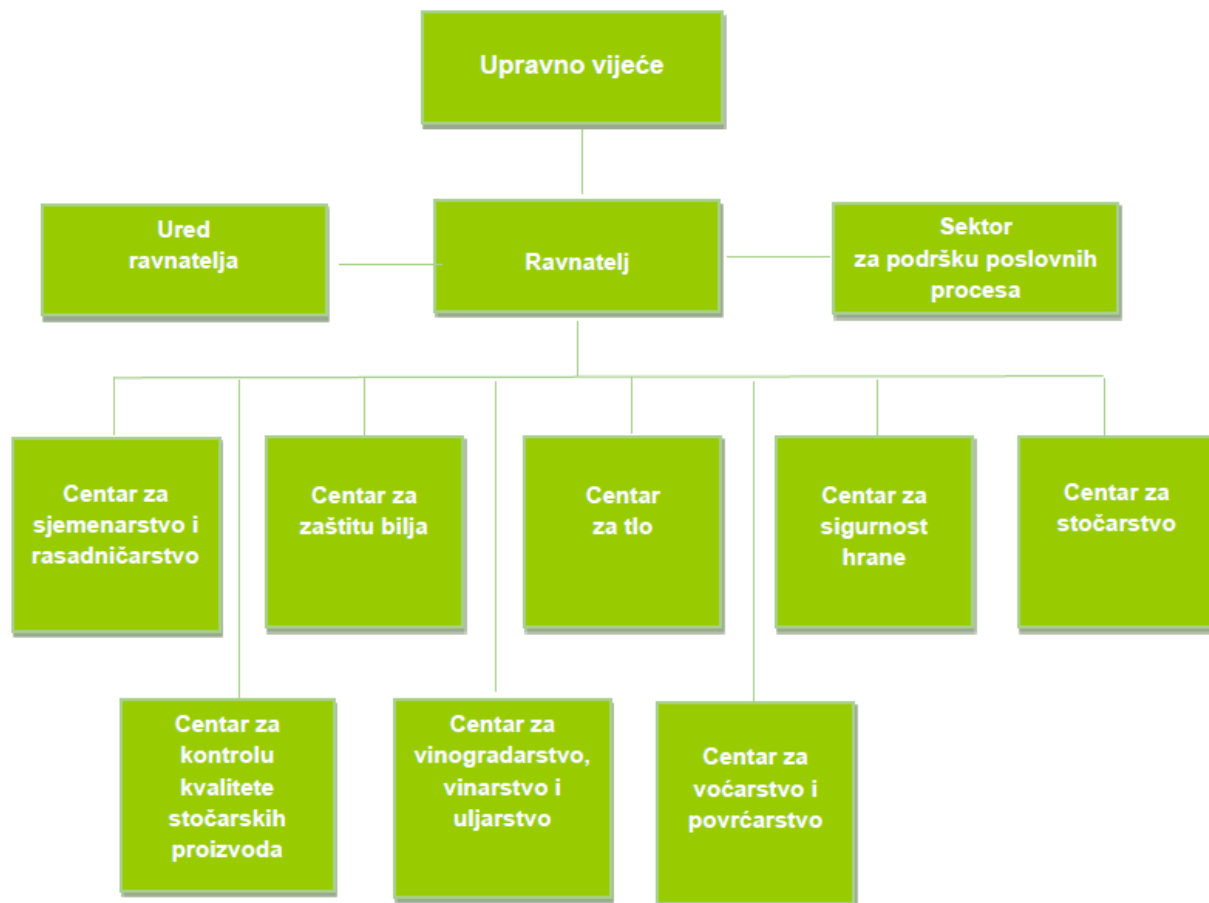 Upravno vijeće
Ured
ravnatelja
Ravnatelj
Sektor
za podršku poslovnih
procesa
Centar za
sjemenarstvo i
rasadničarstvo
Centar za
zaštitu bilja
Centar
za tlo
Centar za
sigurnost
hrane
Centar za
stočarstvo
Centar za
kontrolu
kvalitete
stočarskih
proizvoda
Centar za
vinogradarstvo,
vinarstvo i
uljarstvo
Centar za
voćarstvo i
povrćarstvo